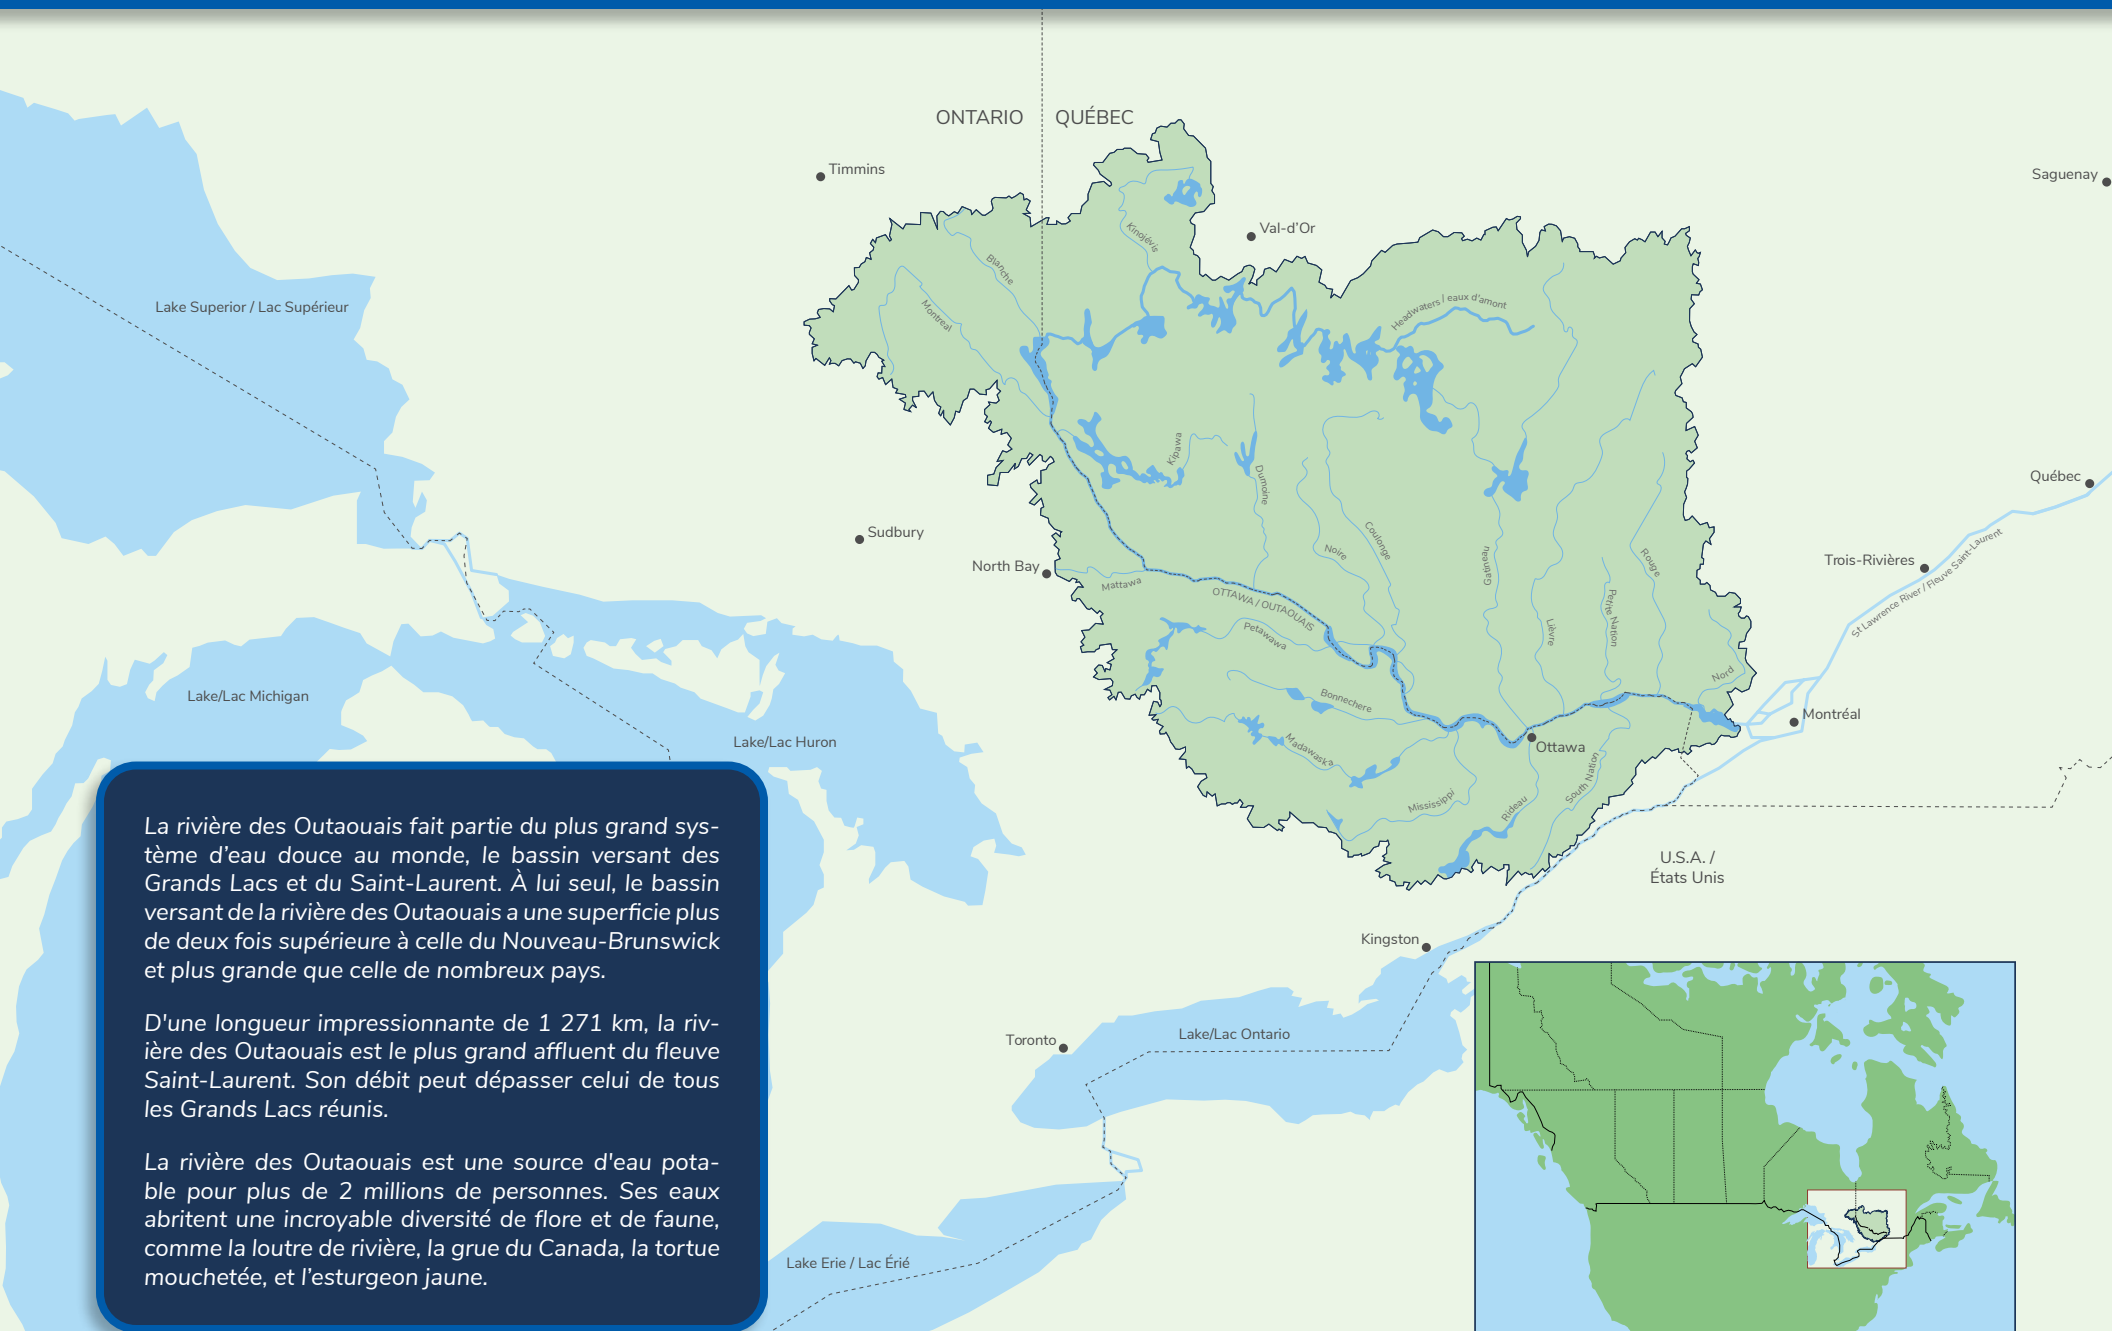 ONTARIO
QUÉBEC
Timmins
Saguenay
Val-d'Or
Kinojévis
Blanche
Montreal
Headwaters / eaux d'amont
Lake Superior / Lac Supérieur
Kipawa
Dumoine
Québec
Sudbury
North Bay
Mattawa
Noire
Coulonge
Gatineau
Rouge
Trois-Rivières
St Lawrence River / Fleuve Saint-Laurent
OTTAWA / OUTAOUAIS
Petawawa
Lièvre
Petite Nation
Nord
Lake/Lac Michigan
Bonnechere
Montréal
Lake/Lac Huron
Madawaska
Ottawa
South Nation
Mississippi
Rideau
U.S.A. /
États Unis
Kingston
Toronto
Lake/Lac Ontario
Lake Erie / Lac Érié
La rivière des Outaouais fait partie du plus grand sys-
tème d’eau douce au monde, le bassin versant des
Grands Lacs et du Saint-Laurent. À lui seul, le bassin
versant de la rivière des Outaouais a une superficie plus
de deux fois supérieure à celle du Nouveau-Brunswick
et plus grande que celle de nombreux pays.
D'une longueur impressionnante de 1 271 km, la riv-
ière des Outaouais est le plus grand affluent du fleuve
Saint-Laurent. Son débit peut dépasser celui de tous
les Grands Lacs réunis.
La rivière des Outaouais est une source d'eau pota-
ble pour plus de 2 millions de personnes. Ses eaux
abritent une incroyable diversité de flore et de faune,
comme la loutre de rivière, la grue du Canada, la tortue
mouchetée, et l’esturgeon jaune.